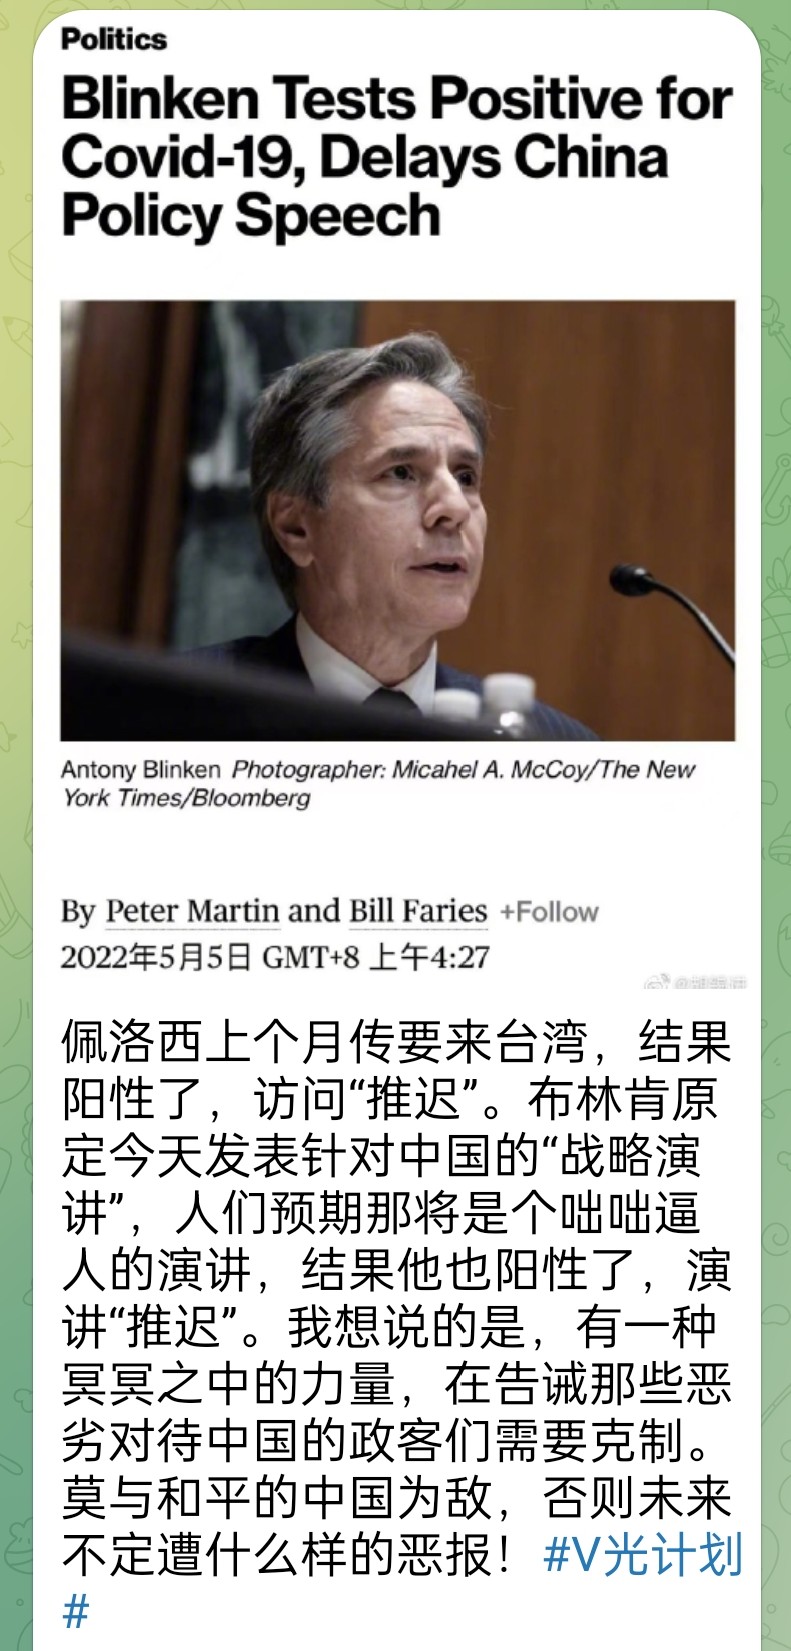 Politics
Blinken Tests Positive for
Covid-19, Delays China
Policy Speech
Antony Blinken Photographer: Micahel A. McCoy/The New
York Times/Bloomberg
By Peter Martin and Bill Faries +Follow
2022年5月5日 GMT+8 上午4:27
佩洛西上个月传要来台湾，结果
阳性了，访问“推迟”。布林肯原
定今天发表针对中国的“战略演
讲”，人们预期那将是个咄咄逼
人的演讲，结果他也阳性了，演
讲“推迟”。我想说的是，有一种
冥冥之中的力量，在告诫那些恶
劣对待中国的政客们需要克制。
莫与和平的中国为敌，否则未来
不定遭什么样的恶报！#V光计划
#